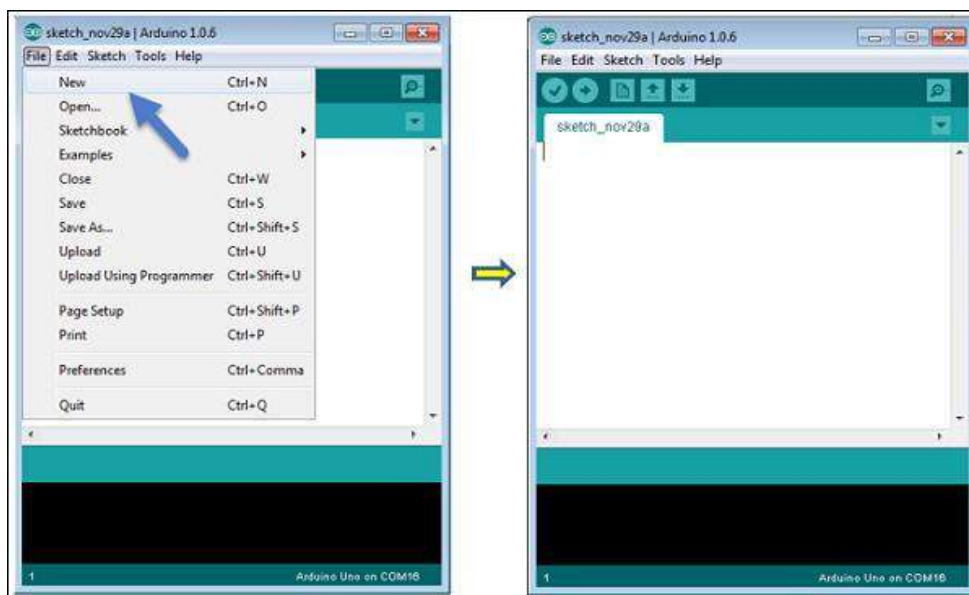 sketch_nov29a | Arduino 1.0.6
File Edit Sketch Tools Help
New Ctrl+N
Open... Ctrl+O
Sketchbook
Examples
Close Ctrl+W
Save Ctrl+S
Save As... Ctrl+Shift+S
Upload Ctrl+U
Upload Using Programmer Ctrl+Shift+U
Page Setup Ctrl+Shift+P
Print Ctrl+P
Preferences Ctrl+Comma
Quit Ctrl+Q
1 Arduino Uno on COM16
sketch_nov29a | Arduino 1.0.6
File Edit Sketch Tools Help
sketch_nov29a
1 Arduino Uno on COM16